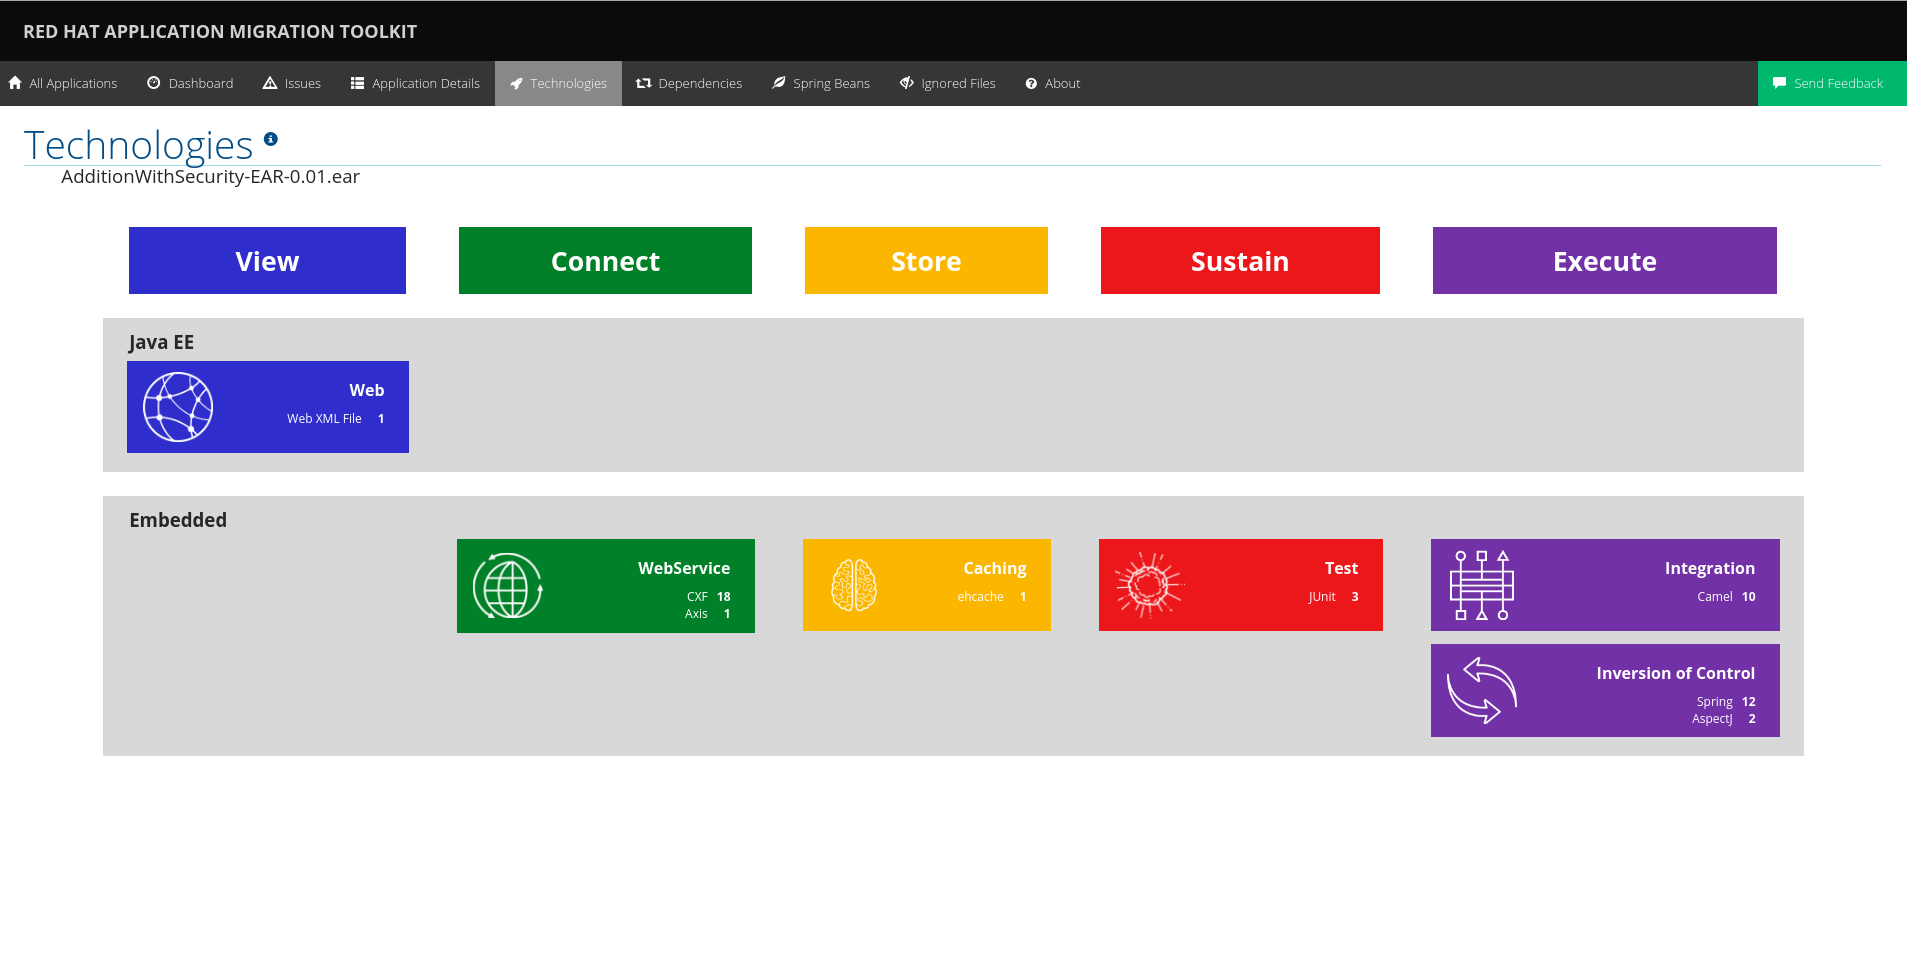 RED HAT APPLICATION MIGRATION TOOLKIT
All Applications Dashboard Issues Application Details Technologies Dependencies Spring Beans Ignored Files About Send Feedback
Technologies
AdditionWithSecurity-EAR-0.01.ear
View Connect Store Sustain Execute
Java EE
Web
Web XML File 1
Embedded
WebService
CXF 18
Axis 1
Caching
ehcache 1
Test
JUnit 3
Integration
Camel 10
Inversion of Control
Spring 12
AspectJ 2